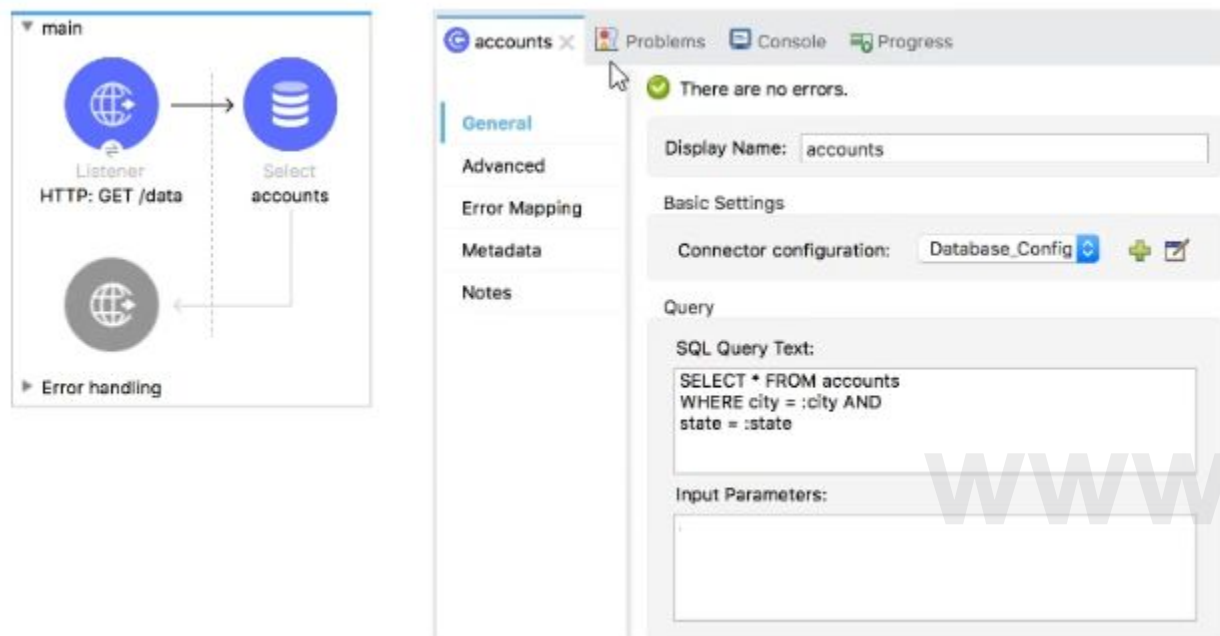 main
Listener
HTTP: GET /data
Select
accounts
Error handling
accounts
Problems
Console
Progress
There are no errors.
General
Advanced
Error Mapping
Metadata
Notes
Display Name: accounts
Basic Settings
Connector configuration: Database_Config
Query
SQL Query Text:
SELECT * FROM accounts
WHERE city = :city AND
state = :state
Input Parameters:
www